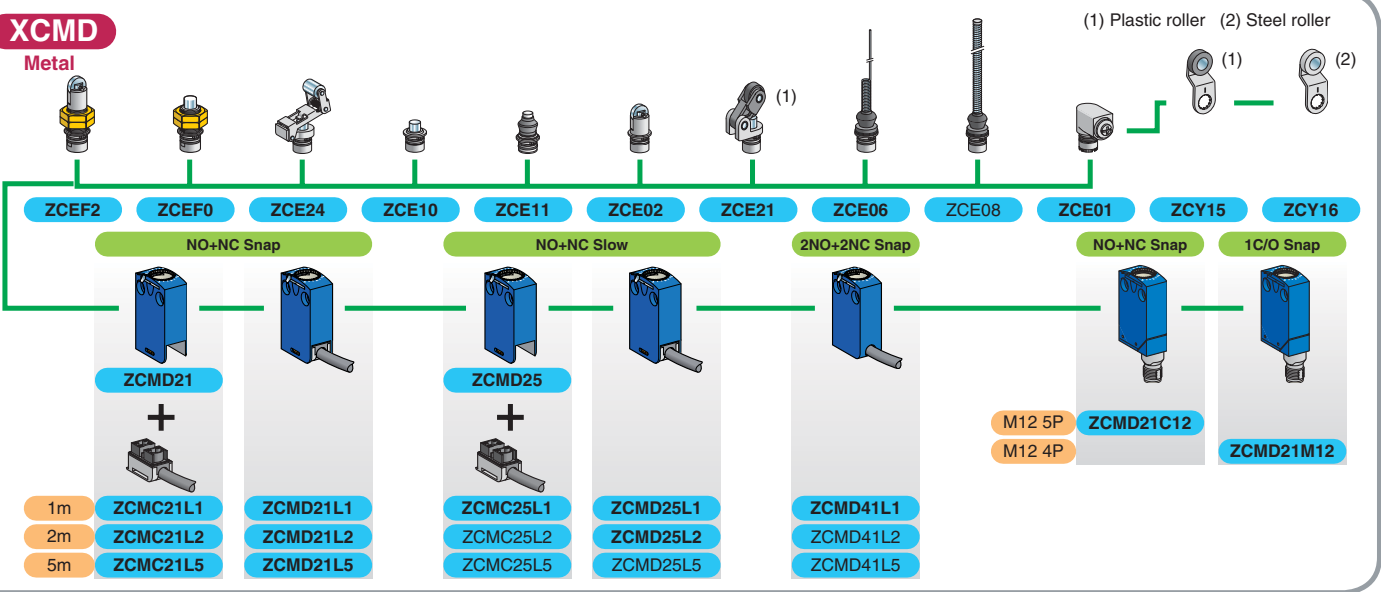 XCMD
Metal
(1) Plastic roller (2) Steel roller
(1)
(1)
(2)
ZCEF2 ZCEF0 ZCE24 ZCE10 ZCE11 ZCE02 ZCE21 ZCE06 ZCE08 ZCE01 ZCY15 ZCY16
NO+NC Snap NO+NC Slow 2NO+2NC Snap NO+NC Snap 1C/O Snap
ZCMD21 ZCMD25
+ +
M12 5P ZCMD21C12
M12 4P ZCMD21M12
1m ZCMC21L1 ZCMD21L1 ZCMC25L1 ZCMD25L1 ZCMD41L1
2m ZCMC21L2 ZCMD21L2 ZCMC25L2 ZCMD25L2 ZCMD41L2
5m ZCMC21L5 ZCMD21L5 ZCMC25L5 ZCMD25L5 ZCMD41L5